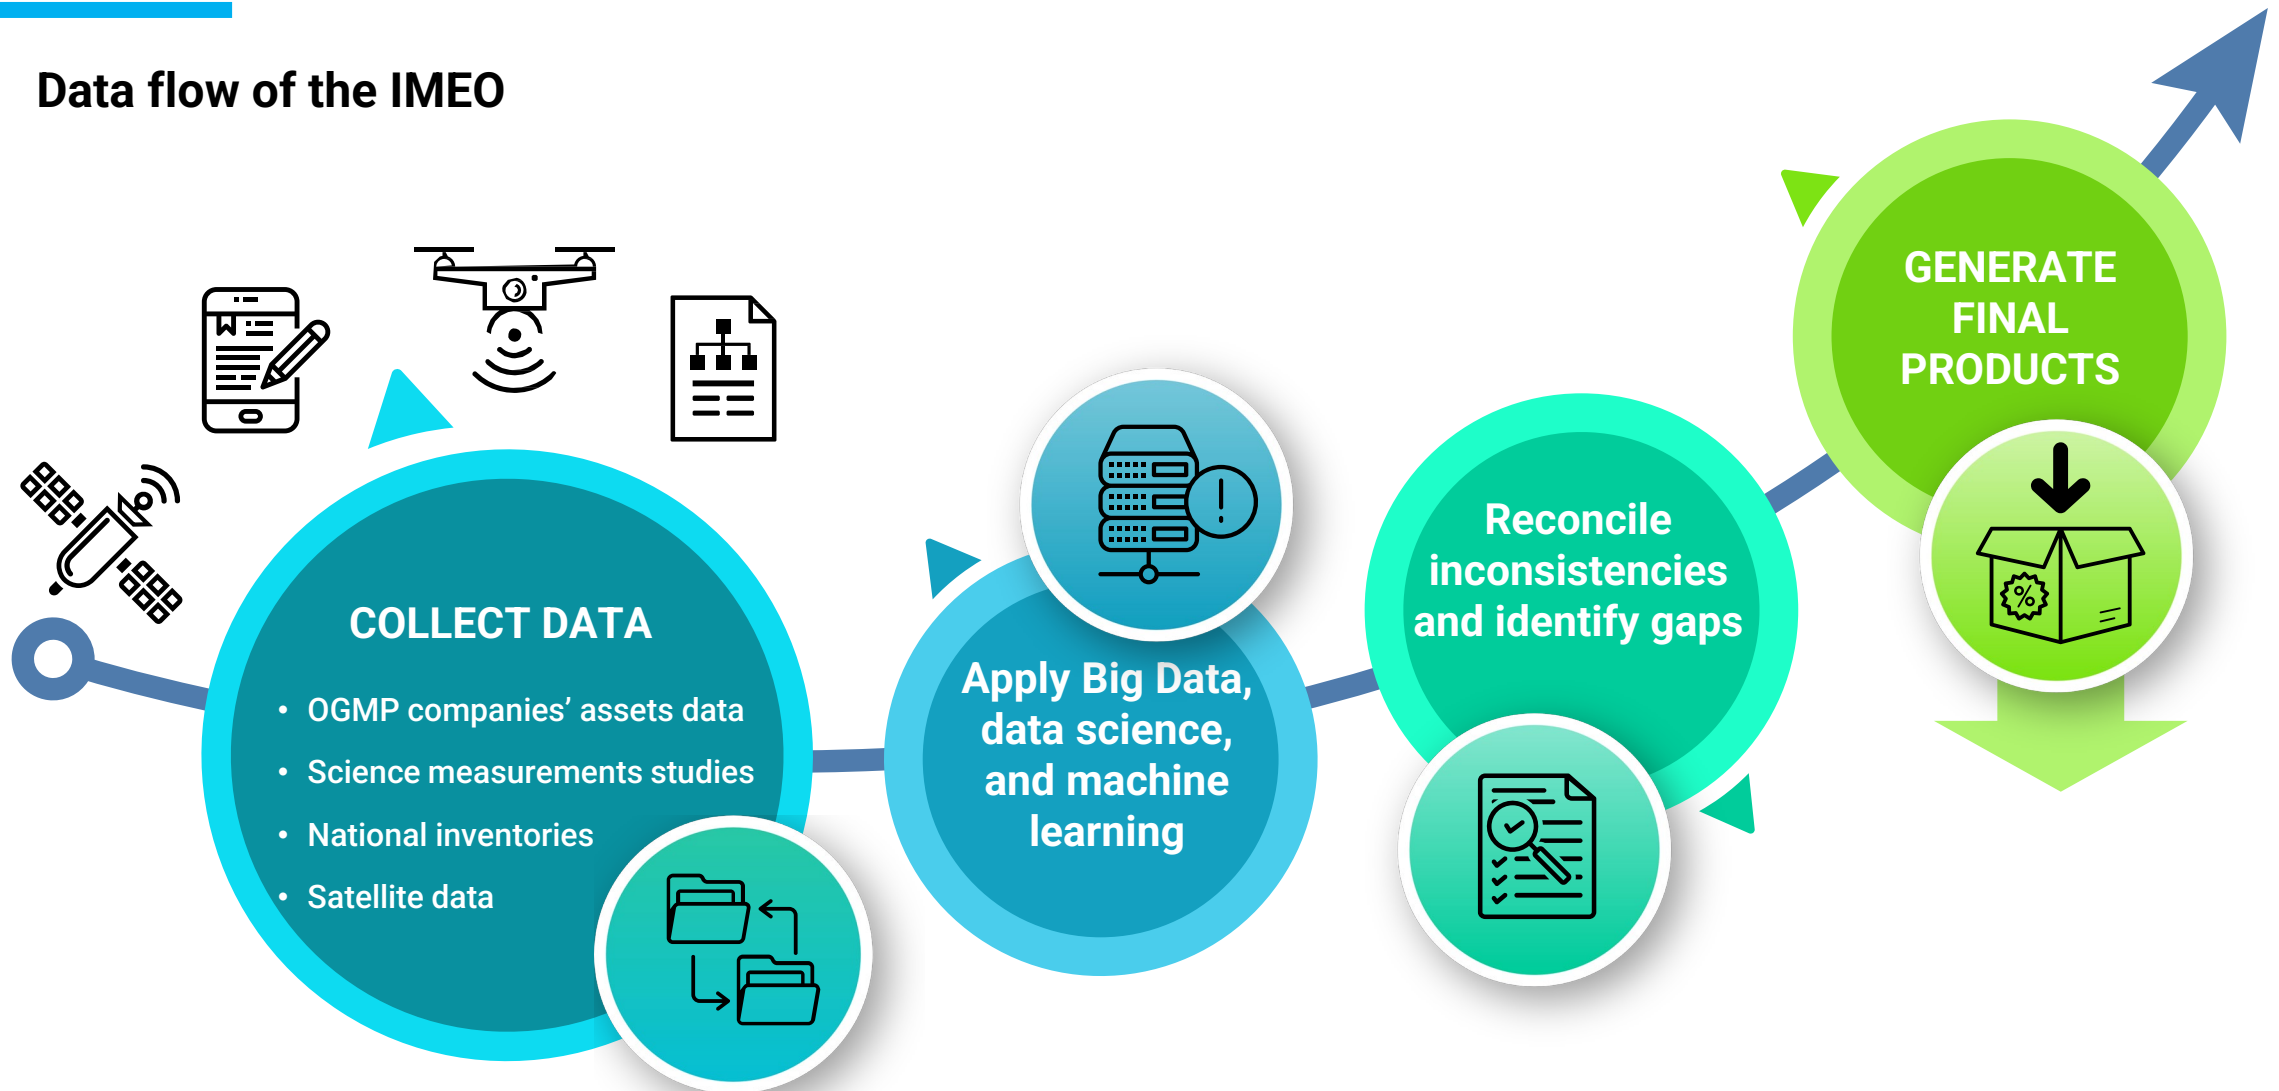 Data flow of the IMEO
COLLECT DATA
• OGMP companies’ assets data
• Science measurements studies
• National inventories
• Satellite data
Apply Big Data,
data science,
and machine
learning
Reconcile
inconsistencies
and identify gaps
GENERATE
FINAL
PRODUCTS
%